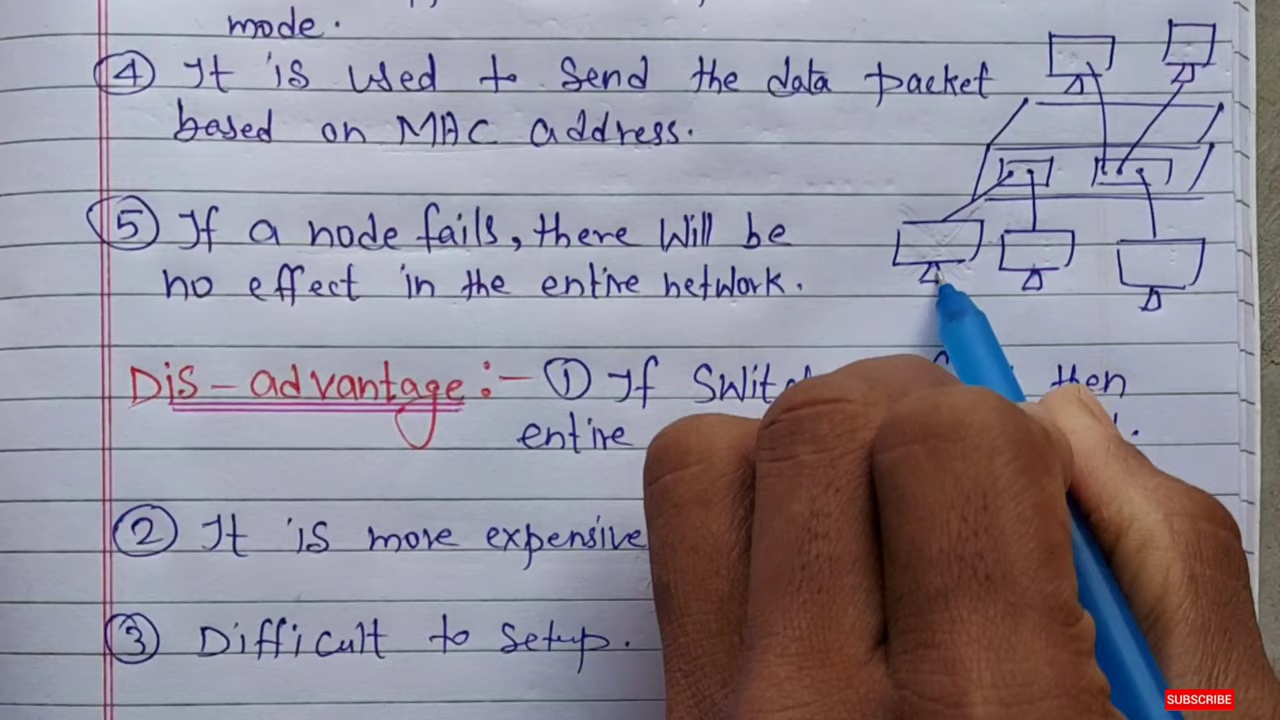 mode.
④ It is used to send the data packet
based on MAC address.
⑤ If a node fails, there will be
no effect in the entire network.
Dis-advantage :- ① If then
entire
② It is more expensive
③ Difficult to setup.
SUBSCRIBE